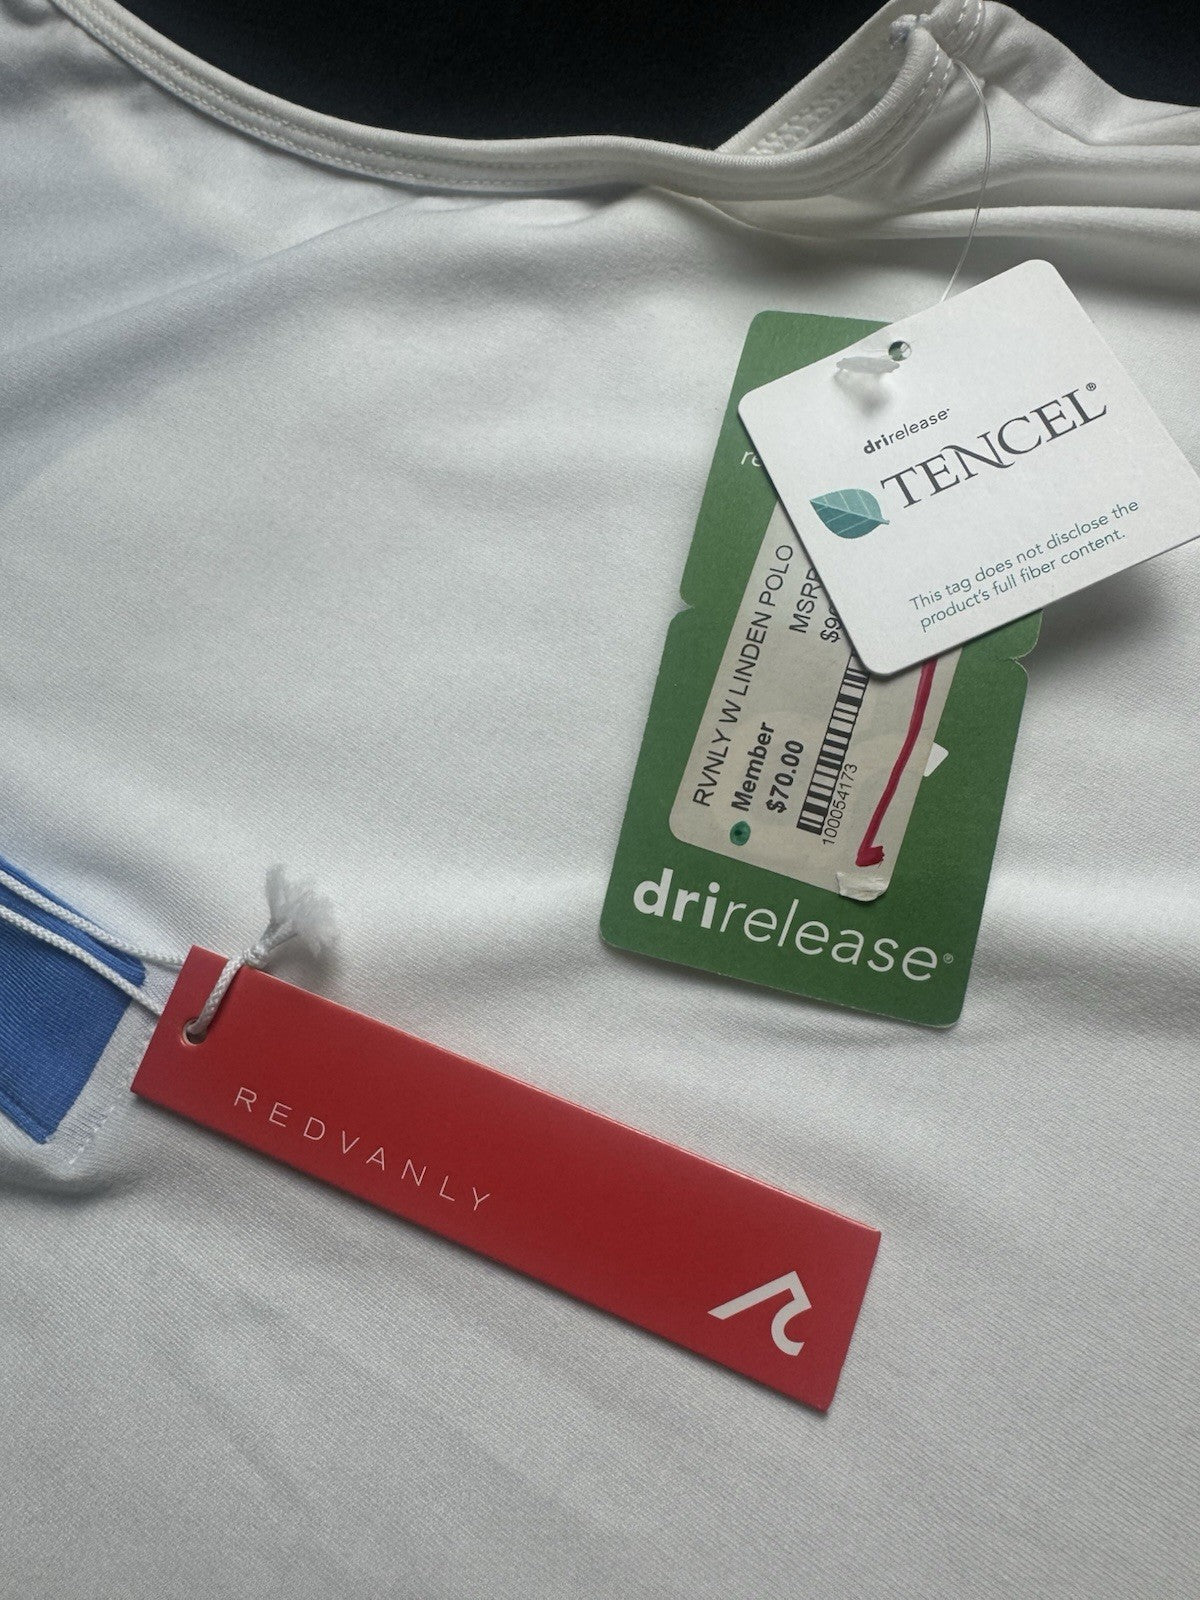 drirelease
TENCEL®
This tag does not disclose the
product's full fiber content.
RVNLY W LINDEN POLO
MSRP
Member
$70.00
100054173
drirelease®
REDVANLY